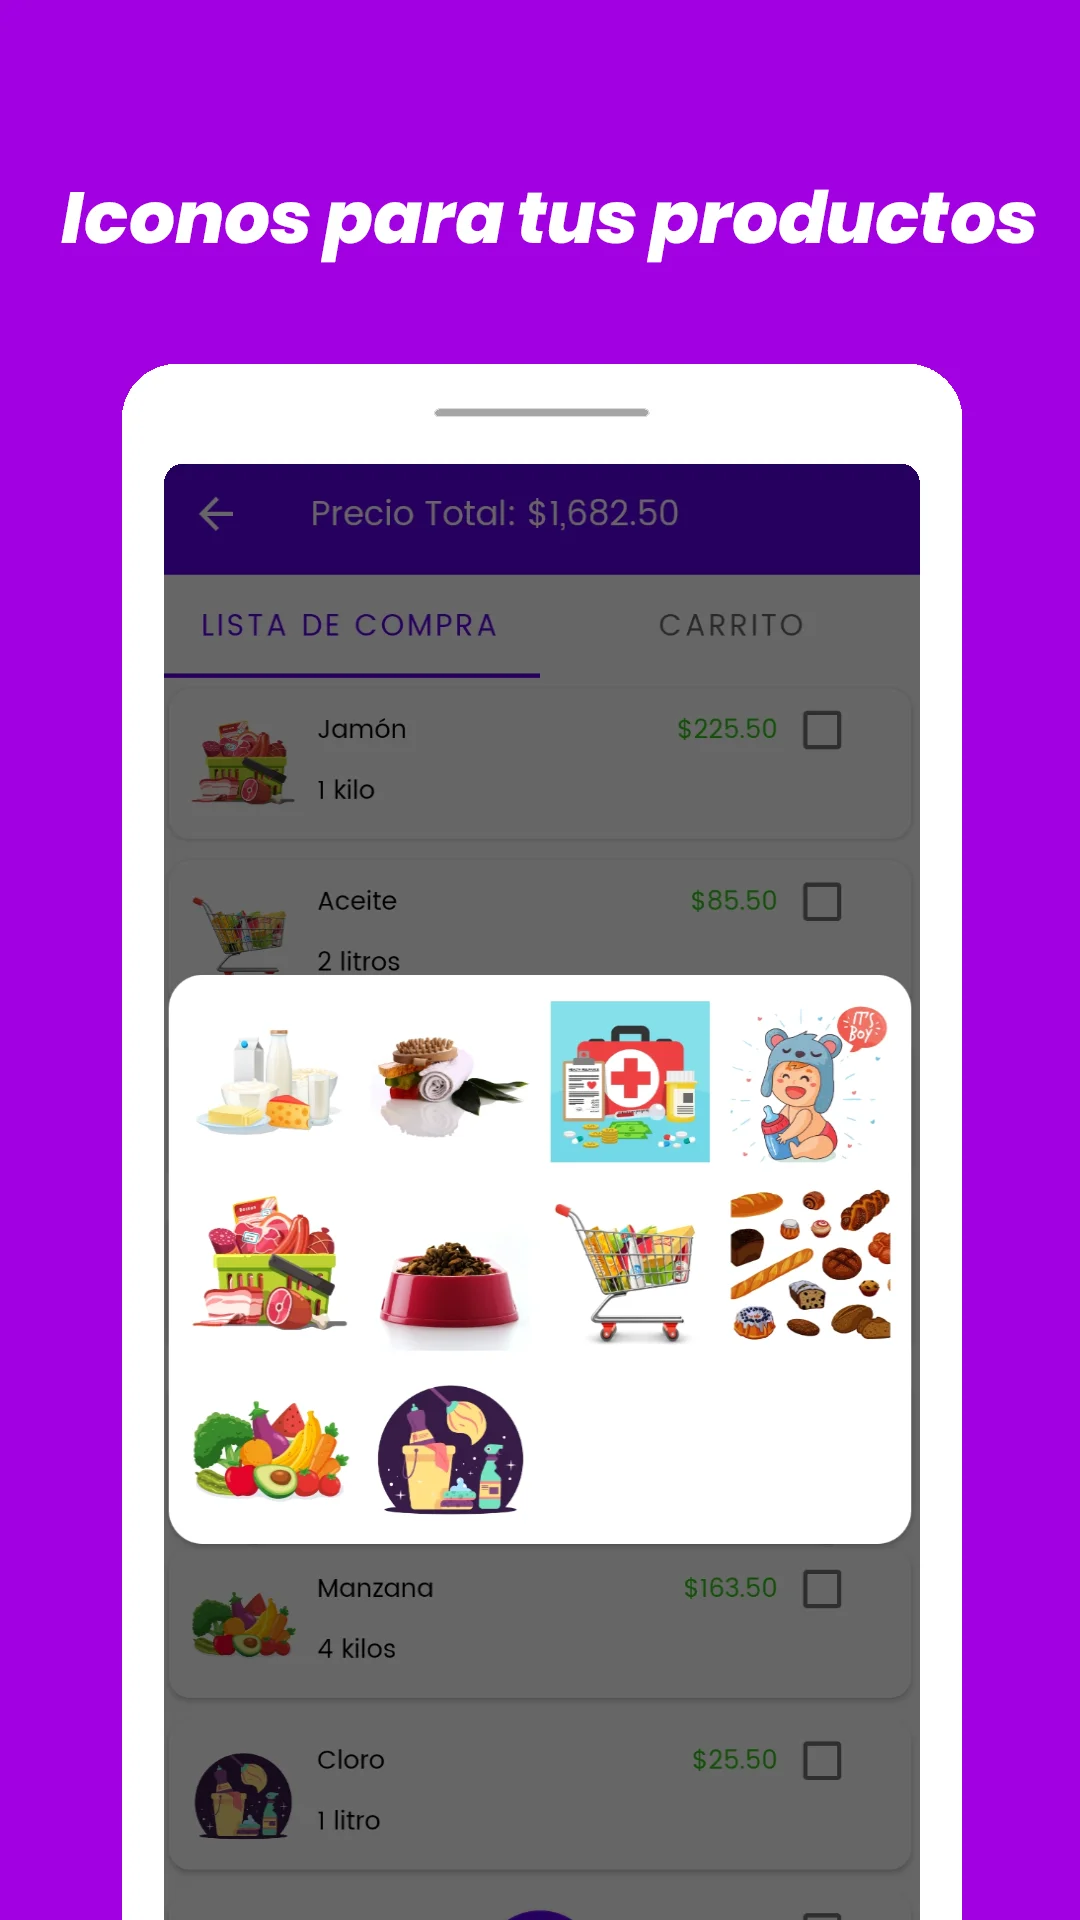 Iconos para tus productos
Precio Total: $1,682.50
LISTA DE COMPRA
CARRITO
Jamón
$225.50
1 kilo
Aceite
$85.50
2 litros
IT'S
BOY
Manzana
$163.50
4 kilos
Cloro
$25.50
1 litro